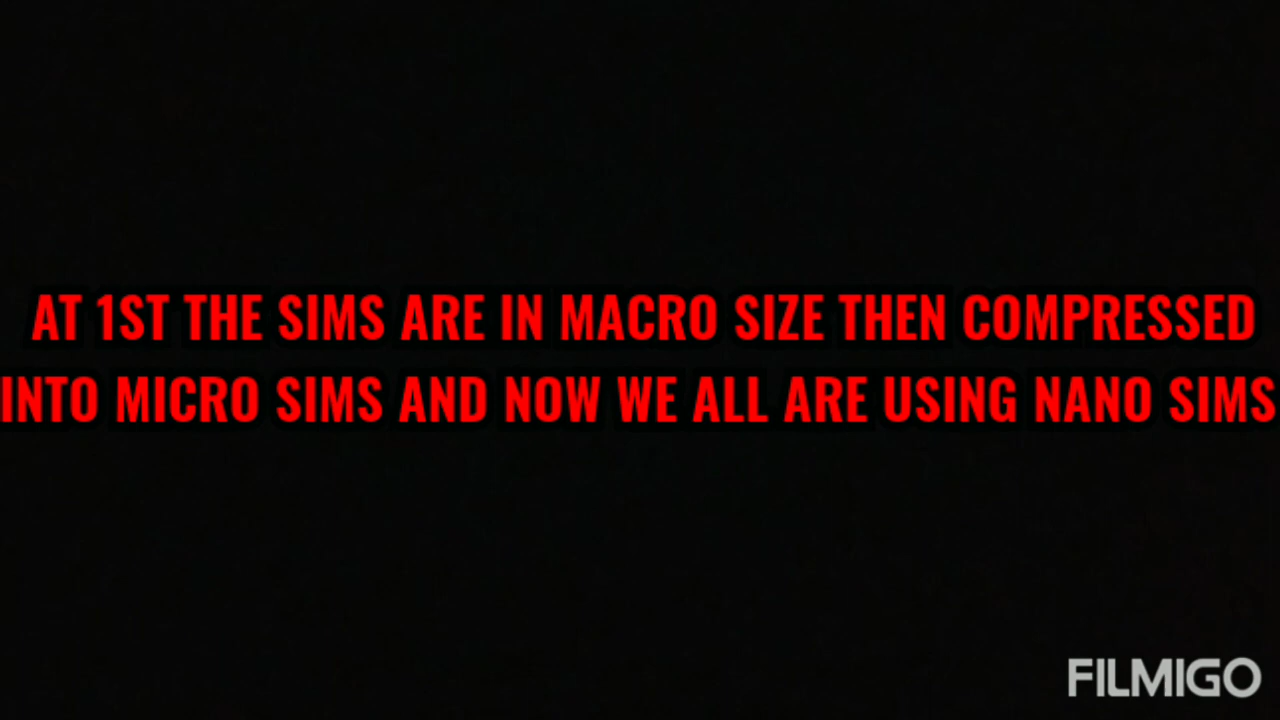 AT 1ST THE SIMS ARE IN MACRO SIZE THEN COMPRESSED
INTO MICRO SIMS AND NOW WE ALL ARE USING NANO SIMS
FILMIGO